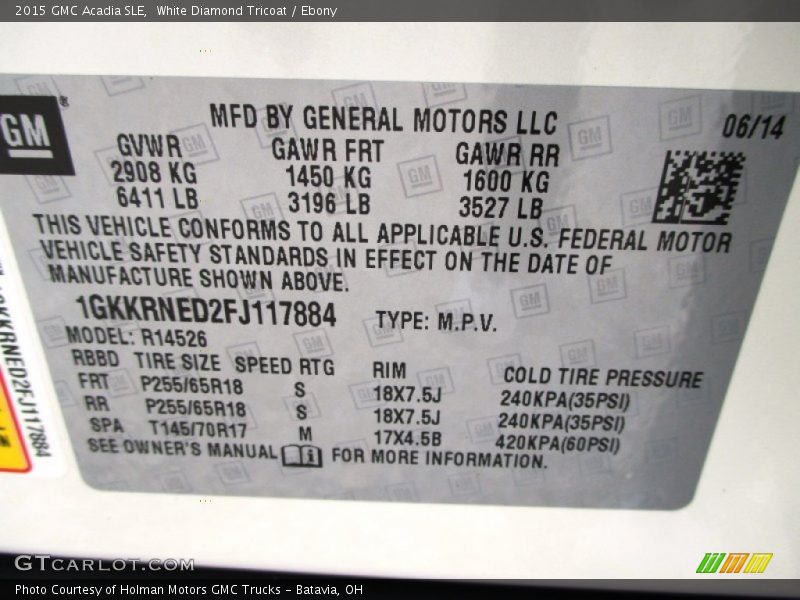 2015 GMC Acadia SLE, White Diamond Tricoat / Ebony
GM
MFD BY GENERAL MOTORS LLC
06/14
GVWR GAWR FRT GAWR RR
2908 KG 1450 KG 1600 KG
6411 LB 3196 LB 3527 LB
THIS VEHICLE CONFORMS TO ALL APPLICABLE U.S. FEDERAL MOTOR
VEHICLE SAFETY STANDARDS IN EFFECT ON THE DATE OF
MANUFACTURE SHOWN ABOVE.
1GKKRNED2FJ117884 TYPE: M.P.V.
MODEL: R14526
RBBD TIRE SIZE SPEED RTG RIM COLD TIRE PRESSURE
FRT P255/65R18 S 18X7.5J 240KPA(35PSI)
RR P255/65R18 S 18X7.5J 240KPA(35PSI)
SPA T145/70R17 M 17X4.5B 420KPA(60PSI)
SEE OWNER'S MANUAL FOR MORE INFORMATION.
KKRNED2FJ117884
GTCARLOT.COM
Photo Courtesy of Holman Motors GMC Trucks - Batavia, OH